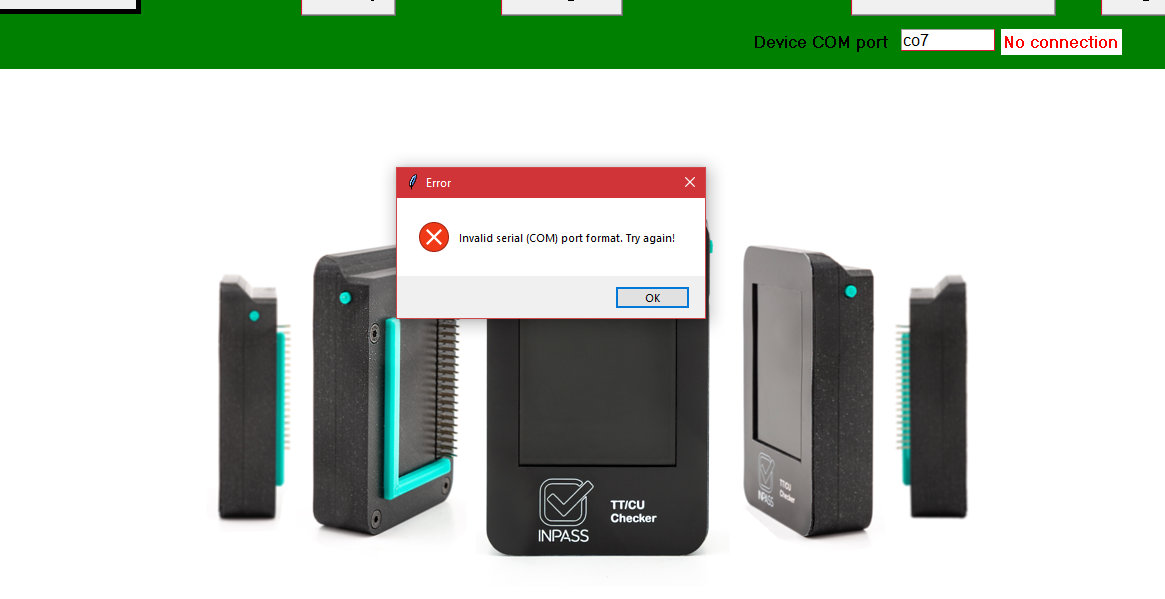 Device COM port co7 No connection
Error
Invalid serial (COM) port format. Try again!
OK
INPASS
TT/CU
Checker
INPASS
TT/CU
Checker